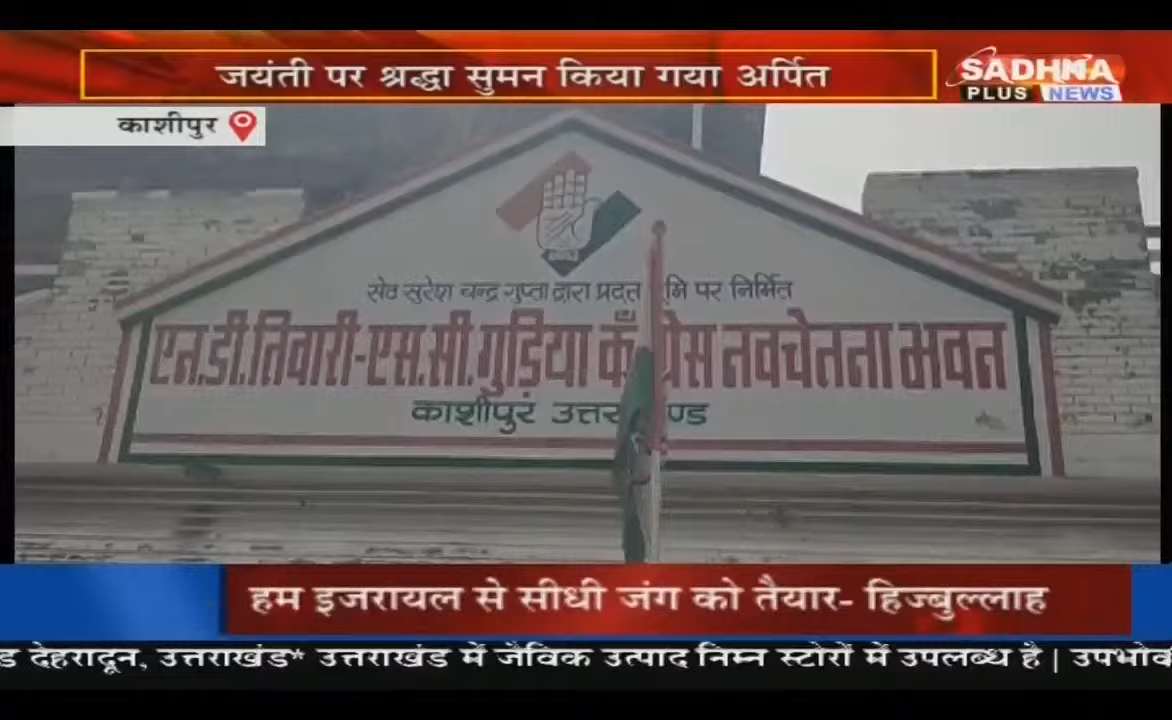 जयंती पर श्रद्धा सुमन किया गया अर्पित
SADHNA
PLUS NEWS
काशीपुर
सेठ सुरेश चन्द्र गुप्ता द्वारा प्रदत्त पर निर्मित
एन.डी.तिवारी-एस.सी.गुड़िया नवचेतना भवन
काशीपुर उत्तर ण्ड
हम इजरायल से सीधी जंग को तैयार- हिज्बुल्लाह
ड देहरादून, उत्तराखंड* उत्तराखंड में जैविक उत्पाद निम्न स्टोरों में उपलब्ध है | उपभोक